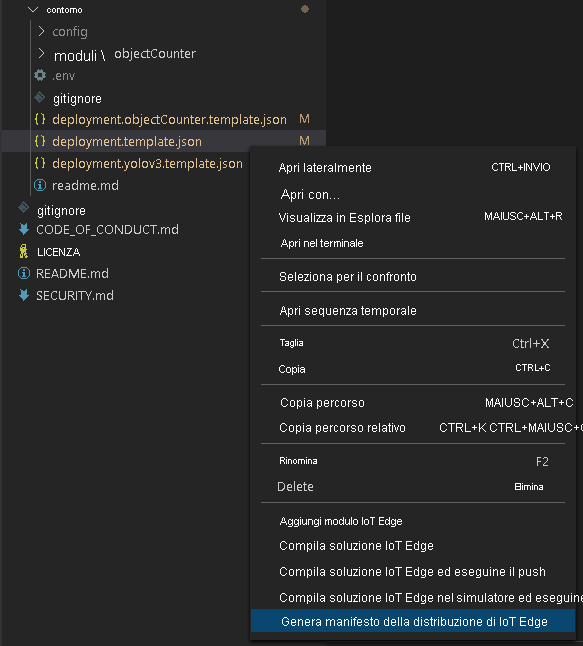 contorno
config
moduli \ objectCounter
.env
gitignore
deployment.objectCounter.template.json M
deployment.template.json M
deployment.yolov3.template.json
readme.md
gitignore
CODE_OF_CONDUCT.md
LICENZA
README.md
SECURITY.md
Apri lateralmente CTRL+INVIO
Apri con...
Visualizza in Esplora file MAIUSC+ALT+R
Apri nel terminale
Seleziona per il confronto
Apri sequenza temporale
Taglia Ctrl+X
Copia CTRL+C
Copia percorso MAIUSC+ALT+C
Copia percorso relativo CTRL+K CTRL+MAIUSC+
Rinomina F2
Delete Elimina
Aggiungi modulo IoT Edge
Compila soluzione IoT Edge
Compila soluzione IoT Edge ed eseguine il push
Compila soluzione IoT Edge nel simulatore ed eseguine
Genera manifesto della distribuzione di IoT Edge